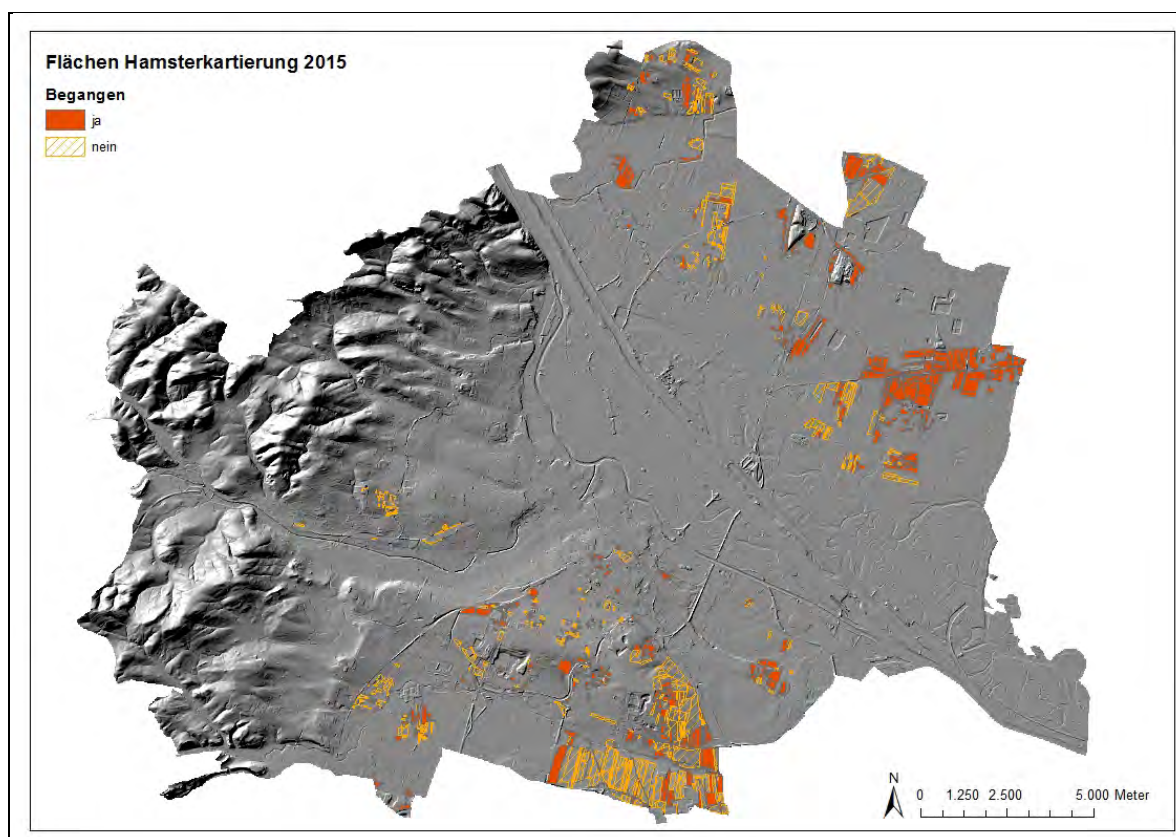 Flächen Hamsterkartierung 2015
Begangen
ja
nein
N
0 1.250 2.500 5.000 Meter